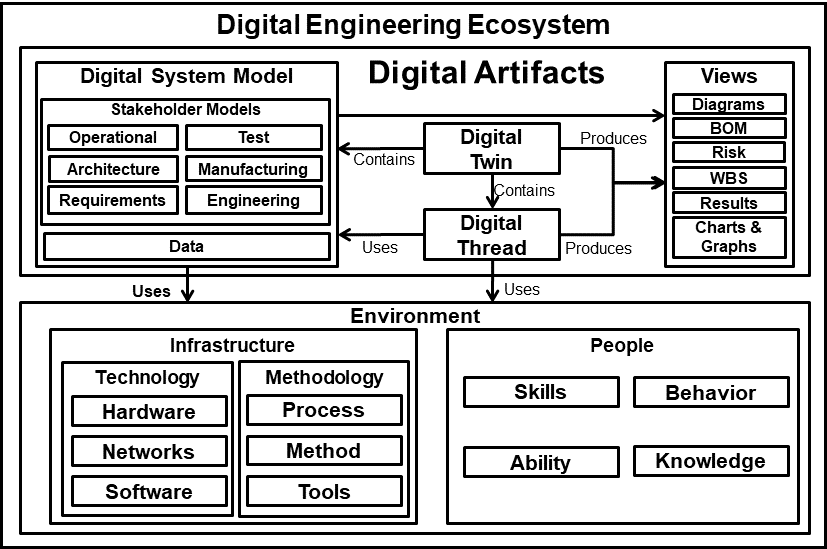 Digital Engineering Ecosystem
Digital System Model
Digital Artifacts
Views
Stakeholder Models
Operational
Test
Architecture
Manufacturing
Requirements
Engineering
Data
Digital
Twin
Contains
Produces
Contains
Digital
Thread
Uses
Produces
Diagrams
BOM
Risk
WBS
Results
Charts &
Graphs
Uses
Uses
Environment
Infrastructure
Technology
Hardware
Networks
Software
Methodology
Process
Method
Tools
People
Skills
Behavior
Ability
Knowledge